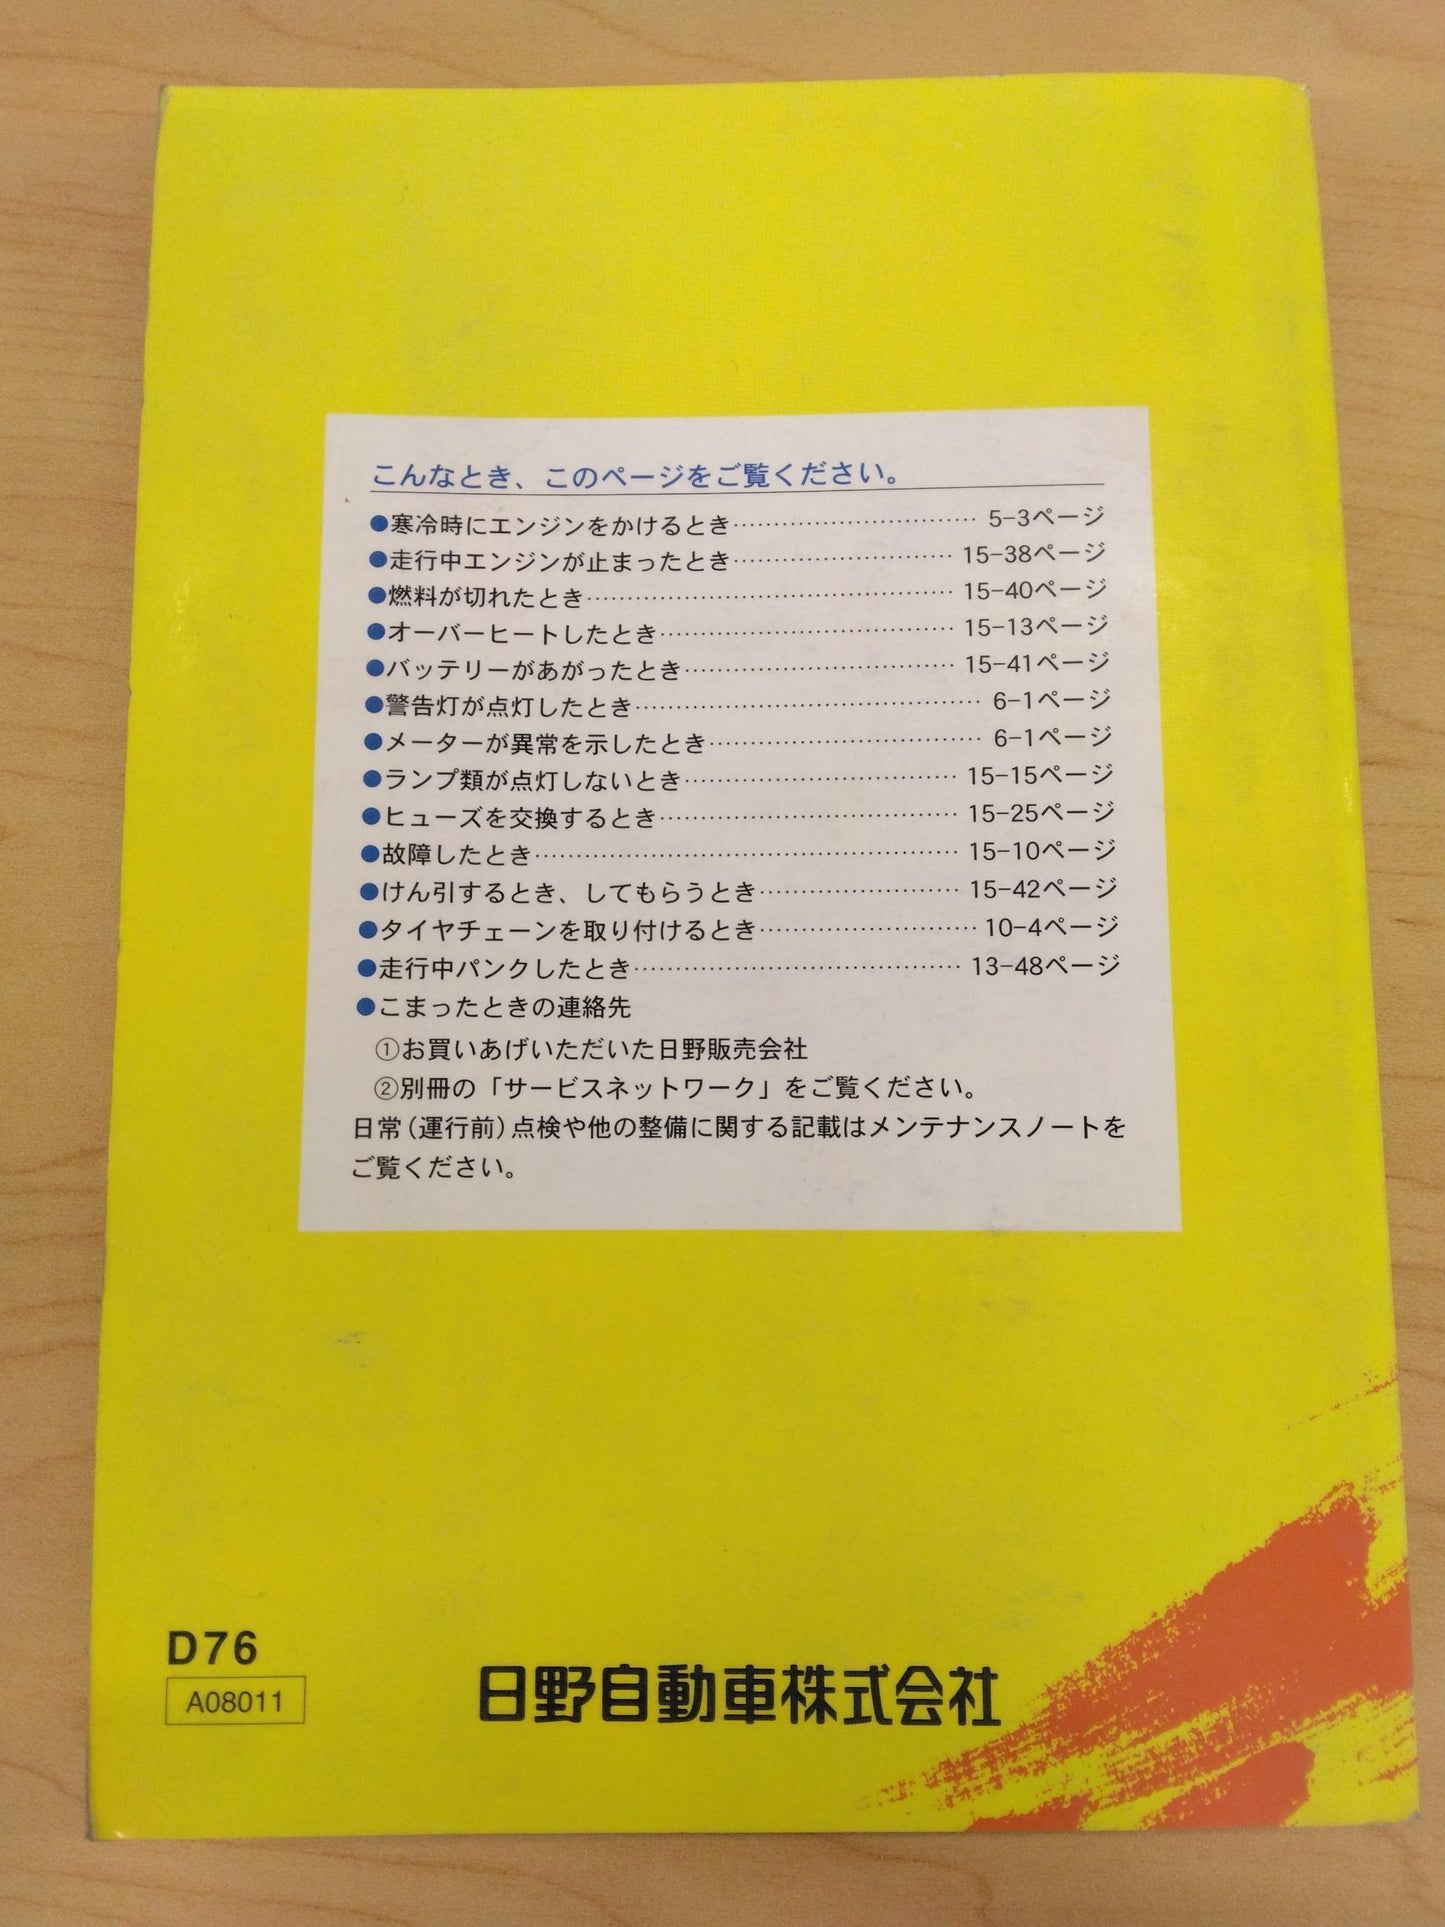 こんなとき、このページをご覧ください。
●寒冷時にエンジンをかけるとき…………………………5−3ページ
●走行中エンジンが止まったとき………………………15−38ページ
●燃料が切れたとき………………………………………15−40ページ
●オーバーヒートしたとき………………………………15−13ページ
●バッテリーがあがったとき……………………………15−41ページ
●警告灯が点灯したとき……………………………………6−1ページ
●メーターが異常を示したとき……………………………6−1ページ
●ランプ類が点灯しないとき……………………………15−15ページ
●ヒューズを交換するとき………………………………15−25ページ
●故障したとき……………………………………………15−10ページ
●けん引するとき、してもらうとき……………………15−42ページ
●タイヤチェーンを取り付けるとき………………………10−4ページ
●走行中パンクしたとき…………………………………13−48ページ
●こまったときの連絡先
①お買いあげいただいた日野販売会社
②別冊の「サービスネットワーク」をご覧ください。
日常(運行前)点検や他の整備に関する記載はメンテナンスノートを
ご覧ください。
D76
A08011
日野自動車株式会社